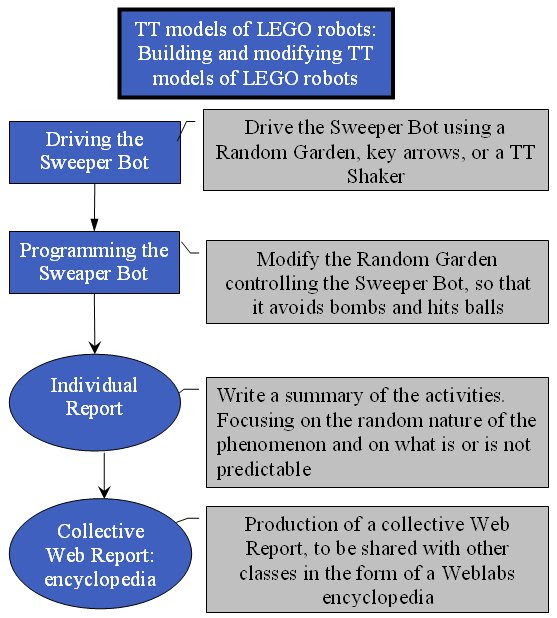 TT models of LEGO robots:
Building and modifying TT
models of LEGO robots
Driving the
Sweeper Bot
Drive the Sweeper Bot using a
Random Garden, key arrows, or a TT
Shaker
Programming the
Sweaper Bot
Modify the Random Garden
controlling the Sweeper Bot, so that
it avoids bombs and hits balls
Individual
Report
Write a summary of the activities.
Focusing on the random nature of the
phenomenon and on what is or is not
predictable
Collective
Web Report:
encyclopedia
Production of a collective Web
Report, to be shared with other
classes in the form of a Weblabs
encyclopedia